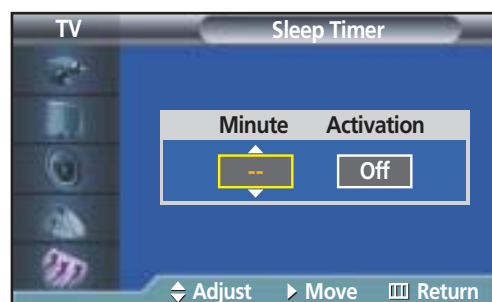 TV Sleep Timer
Minute Activation
-- Off
Adjust Move Return